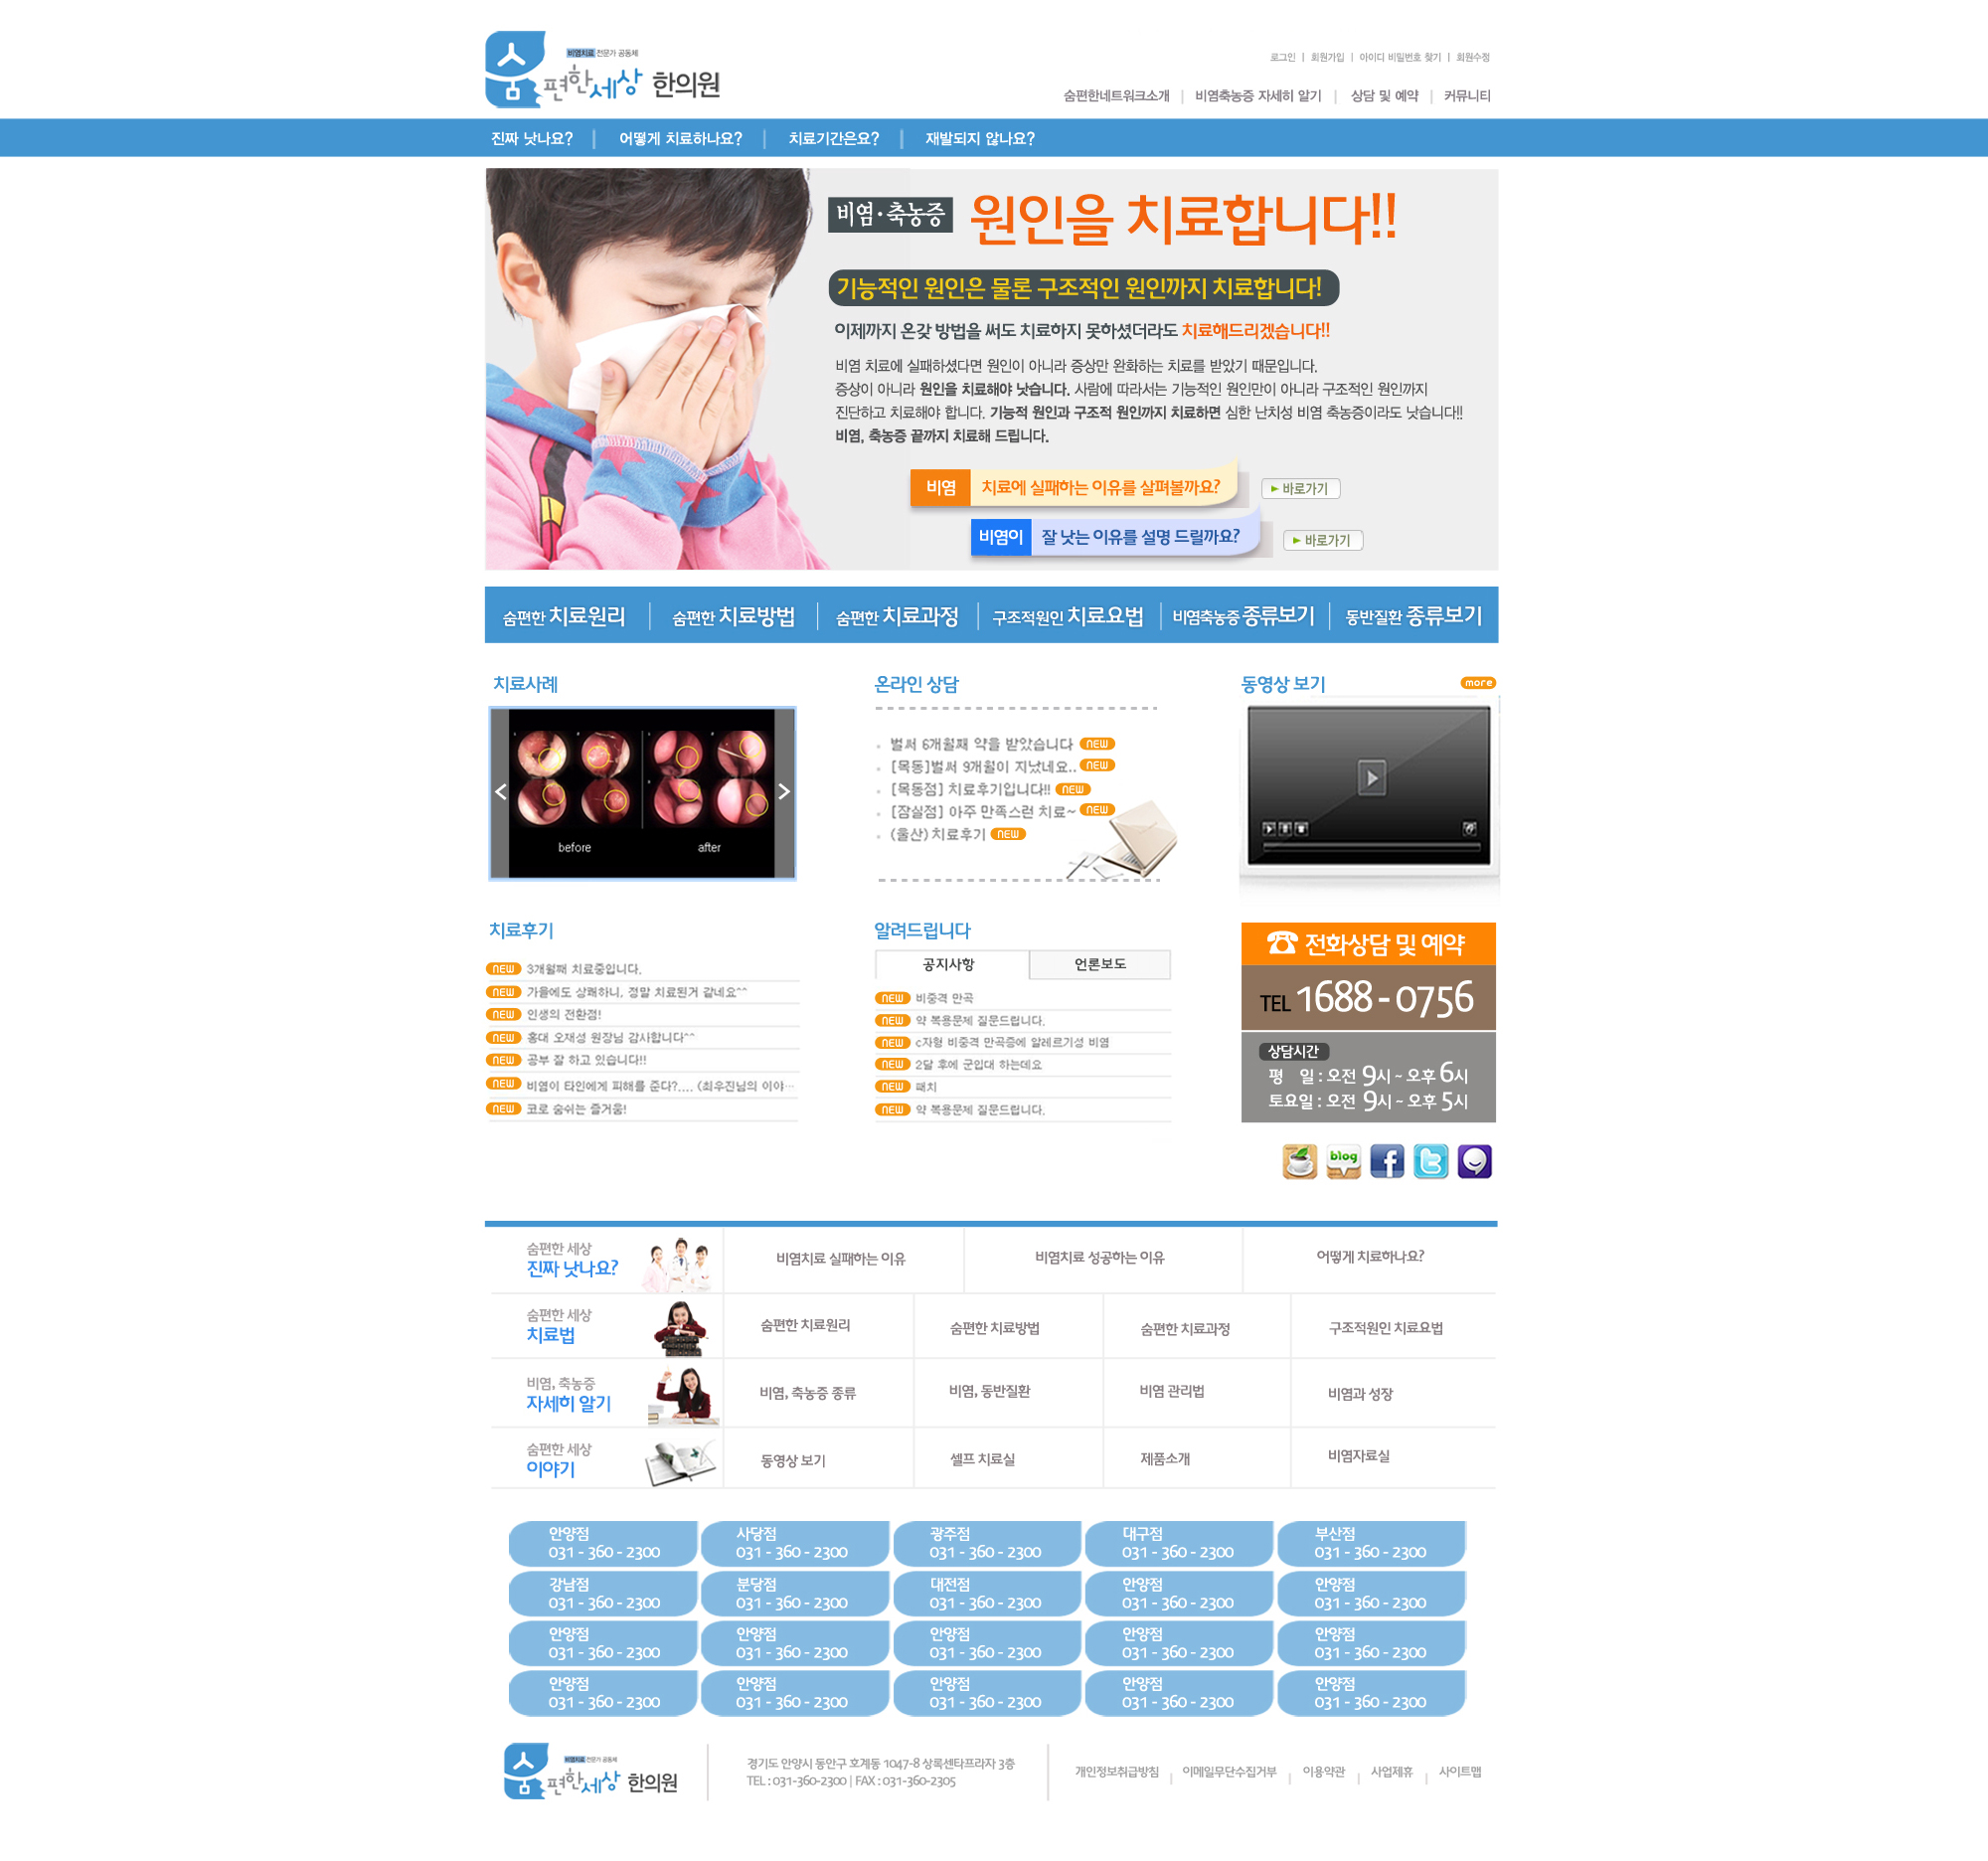 숨
비염치료 전문가 공동체
편한세상 한의원
로그인 | 회원가입 | 아이디 비밀번호 찾기 | 회원수정
숨편한네트워크소개 | 비염축농증 자세히 알기 | 상담 및 예약 | 커뮤니티
진짜 낫나요? | 어떻게 치료하나요? | 치료기간은요? | 재발되지 않나요?
비염·축농증 원인을 치료합니다!!
기능적인 원인은 물론 구조적인 원인까지 치료합니다!
이제까지 온갖 방법을 써도 치료하지 못하셨더라도 치료해드리겠습니다!!
비염 치료에 실패하셨다면 원인이 아니라 증상만 완화하는 치료를 받았기 때문입니다.
증상이 아니라 원인을 치료해야 낫습니다. 사람에 따라서는 기능적인 원인만이 아니라 구조적인 원인까지
진단하고 치료해야 합니다. 기능적 원인과 구조적 원인까지 치료하면 심한 난치성 비염 축농증이라도 낫습니다!!
비염, 축농증 끝까지 치료해 드립니다.
비염 치료에 실패하는 이유를 살펴볼까요? 바로가기
비염이 잘 낫는 이유를 설명 드릴까요? 바로가기
숨편한 치료원리 | 숨편한 치료방법 | 숨편한 치료과정 | 구조적원인 치료요법 | 비염축농증 종류보기 | 동반질환 종류보기
치료사례
before after
온라인 상담
벌써 6개월째 약을 받았습니다 NEW
[목동]벌써 9개월이 지났네요.. NEW
[목동점] 치료후기입니다!! NEW
[잠실점] 아주 만족스런 치료~ NEW
(울산)치료후기 NEW
동영상 보기 more
치료후기
NEW 3개월째 치료중입니다.
NEW 가을에도 상쾌하니, 정말 치료된거 같네요^^
NEW 인생의 전환점!
NEW 홍대 오재성 원장님 감사합니다^^
NEW 공부 잘 하고 있습니다!!
NEW 비염이 타인에게 피해를 준다?.... (최우진님의 이야…
NEW 코로 숨쉬는 즐거움!
알려드립니다
공지사항 언론보도
NEW 비중격 만곡
NEW 약 복용문제 질문드립니다.
NEW c자형 비중격 만곡증에 알레르기성 비염
NEW 2달 후에 군입대 하는데요
NEW 패치
NEW 약 복용문제 질문드립니다.
전화상담 및 예약
TEL 1688 - 0756
상담시간
평 일 : 오전 9시 ~ 오후 6시
토요일 : 오전 9시 ~ 오후 5시
blog
숨편한 세상
진짜 낫나요?
비염치료 실패하는 이유
비염치료 성공하는 이유
어떻게 치료하나요?
숨편한 세상
치료법
숨편한 치료원리
숨편한 치료방법
숨편한 치료과정
구조적원인 치료요법
비염, 축농증
자세히 알기
비염, 축농증 종류
비염, 동반질환
비염 관리법
비염과 성장
숨편한 세상
이야기
동영상 보기
셀프 치료실
제품소개
비염자료실
안양점 사당점 광주점 대구점 부산점
031 - 360 - 2300 031 - 360 - 2300 031 - 360 - 2300 031 - 360 - 2300 031 - 360 - 2300
강남점 분당점 대전점 안양점 안양점
031 - 360 - 2300 031 - 360 - 2300 031 - 360 - 2300 031 - 360 - 2300 031 - 360 - 2300
안양점 안양점 안양점 안양점 안양점
031 - 360 - 2300 031 - 360 - 2300 031 - 360 - 2300 031 - 360 - 2300 031 - 360 - 2300
안양점 안양점 안양점 안양점 안양점
031 - 360 - 2300 031 - 360 - 2300 031 - 360 - 2300 031 - 360 - 2300 031 - 360 - 2300
숨
비염치료 전문가 공동체
편한세상 한의원
경기도 안양시 동안구 호계동 1047-8 상록센타프라자 3층
TEL : 031-360-2300 | FAX : 031-360-2305
개인정보취급방침 | 이메일무단수집거부 | 이용약관 | 사업제휴 | 사이트맵